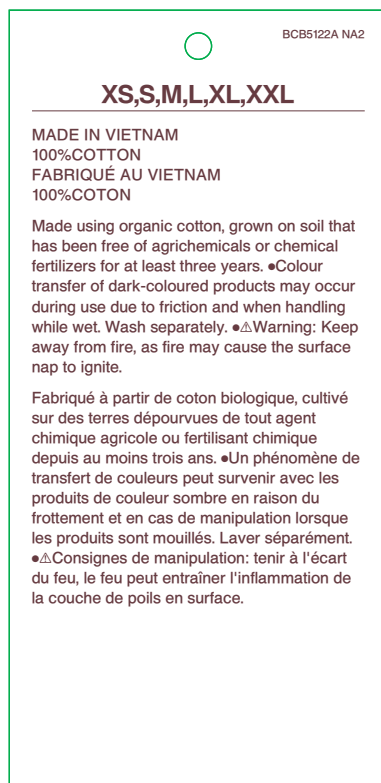 BCB5122A NA2
XS,S,M,L,XL,XXL
MADE IN VIETNAM
100%COTTON
FABRIQUÉ AU VIETNAM
100%COTON
Made using organic cotton, grown on soil that
has been free of agrichemicals or chemical
fertilizers for at least three years. ●Colour
transfer of dark-coloured products may occur
during use due to friction and when handling
while wet. Wash separately. ●⚠Warning: Keep
away from fire, as fire may cause the surface
nap to ignite.
Fabriqué à partir de coton biologique, cultivé
sur des terres dépourvues de tout agent
chimique agricole ou fertilisant chimique
depuis au moins trois ans. ●Un phénomène de
transfert de couleurs peut survenir avec les
produits de couleur sombre en raison du
frottement et en cas de manipulation lorsque
les produits sont mouillés. Laver séparément.
●⚠Consignes de manipulation: tenir à l'écart
du feu, le feu peut entraîner l'inflammation de
la couche de poils en surface.